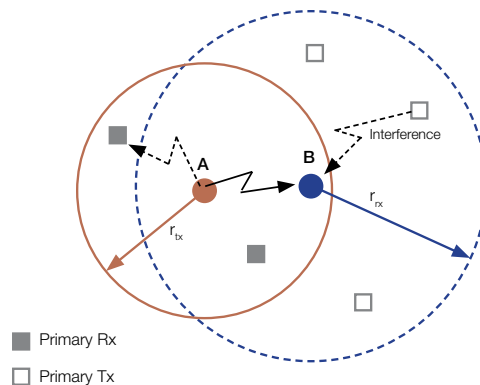 Interference
A
B
r_tx
r_rx
Primary Rx
Primary Tx